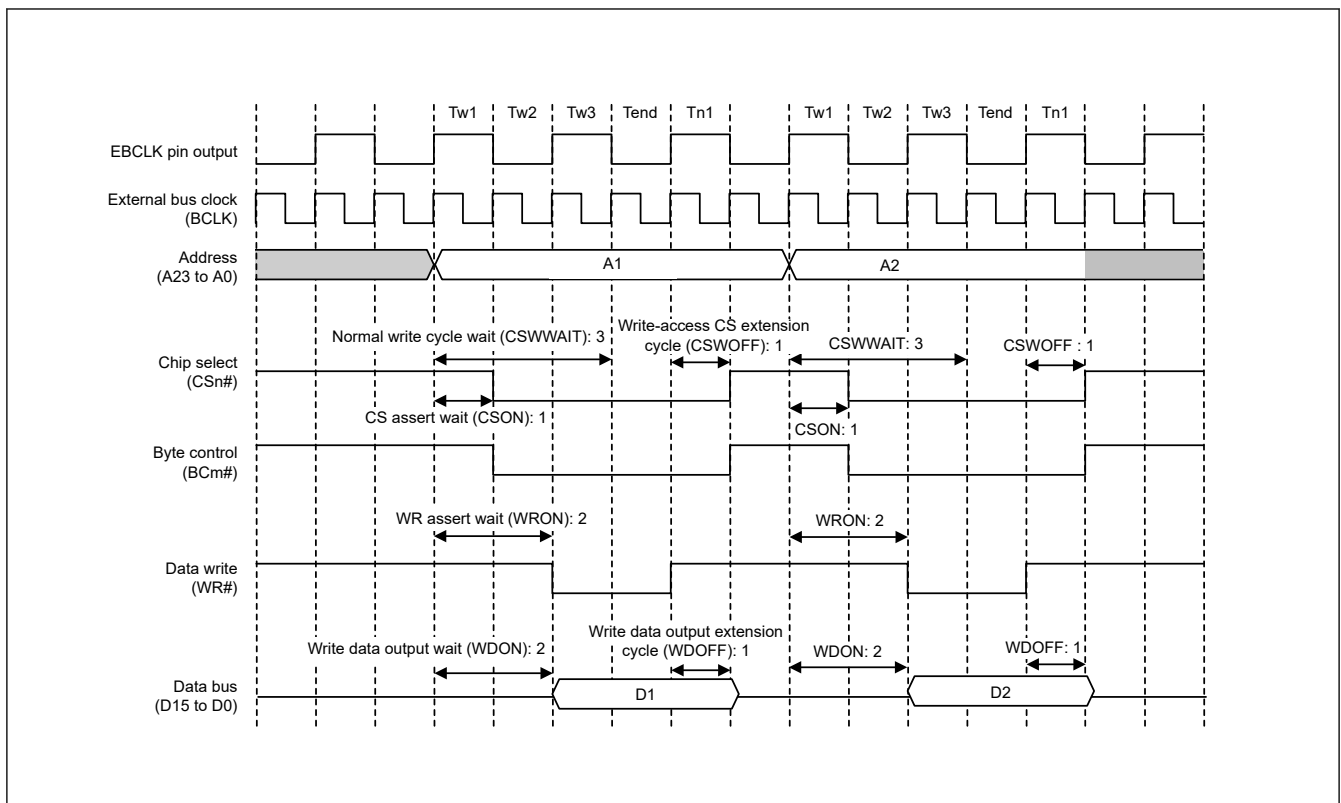 Tw1 Tw2 Tw3 Tend Tn1 Tw1 Tw2 Tw3 Tend Tn1
EBCLK pin output
External bus clock
(BCLK)
Address
(A23 to A0)
A1 A2
Normal write cycle wait (CSWWAIT): 3
Write-access CS extension
cycle (CSWOFF): 1
CSWWAIT: 3
CSWOFF : 1
Chip select
(CSn#)
CS assert wait (CSON): 1
CSON: 1
Byte control
(BCm#)
WR assert wait (WRON): 2
WRON: 2
Data write
(WR#)
Write data output wait (WDON): 2
Write data output extension
cycle (WDOFF): 1
WDON: 2
WDOFF: 1
Data bus
(D15 to D0)
D1 D2